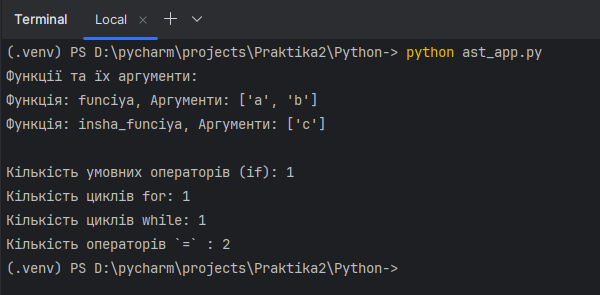 Terminal Local × +
(.venv) PS D:\pycharm\projects\Praktika2\Python-> python ast_app.py
Функції та їх аргументи:
Функція: funciya, Аргументи: ['a', 'b']
Функція: insha_funciya, Аргументи: ['c']
Кількість умовних операторів (if): 1
Кількість циклів for: 1
Кількість циклів while: 1
Кількість операторів `=` : 2
(.venv) PS D:\pycharm\projects\Praktika2\Python->